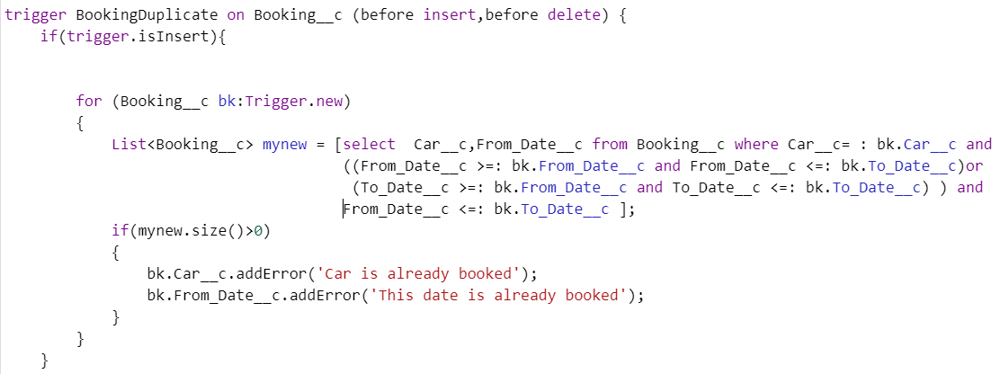 trigger BookingDuplicate on Booking__c (before insert,before delete) {
if(trigger.isInsert){
for (Booking__c bk:Trigger.new)
{
List<Booking__c> mynew = [select  Car__c,From_Date__c from Booking__c where Car__c= : bk.Car__c and
((From_Date__c >=: bk.From_Date__c and From_Date__c <=: bk.To_Date__c)or
(To_Date__c >=: bk.From_Date__c and To_Date__c <=: bk.To_Date__c) ) and
From_Date__c <=: bk.To_Date__c ];
if(mynew.size()>0)
{
bk.Car__c.addError('Car is already booked');
bk.From_Date__c.addError('This date is already booked');
}
}
}